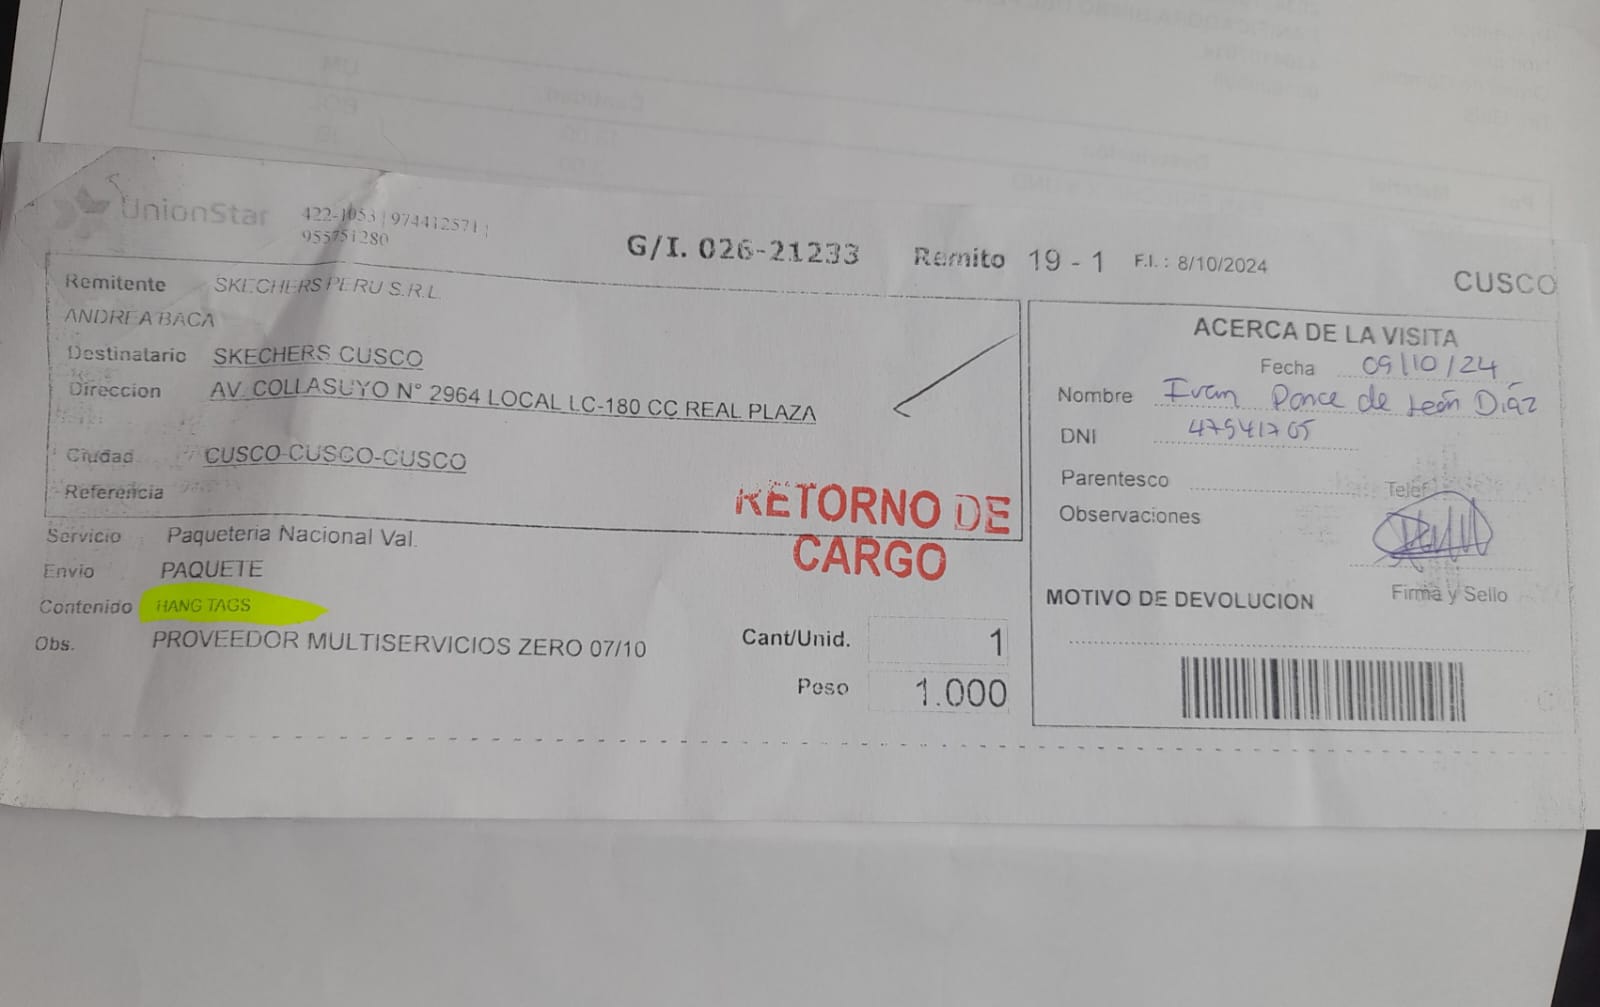 UnionStar
422-1053 | 974412571 |
955751280
G/I. 026-21233
Remito 19 - 1
F.I. : 8/10/2024
CUSCO
Remitente SKECHERS PERU S.R.L.
ANDREA BACA
Destinatario SKECHERS CUSCO
Direccion AV. COLLASUYO N° 2964 LOCAL LC-180 CC REAL PLAZA
Ciudad CUSCO-CUSCO-CUSCO
Referencia
RETORNO DE
CARGO
Servicio Paqueteria Nacional Val.
Envio PAQUETE
Contenido HANG TAGS
Obs. PROVEEDOR MULTISERVICIOS ZERO 07/10
Cant/Unid. 1
Peso 1.000
ACERCA DE LA VISITA
Fecha 09/10/24
Nombre Ivan Ponce de León Díaz
DNI 47541705
Parentesco
Telef
Observaciones
Firma y Sello
MOTIVO DE DEVOLUCION